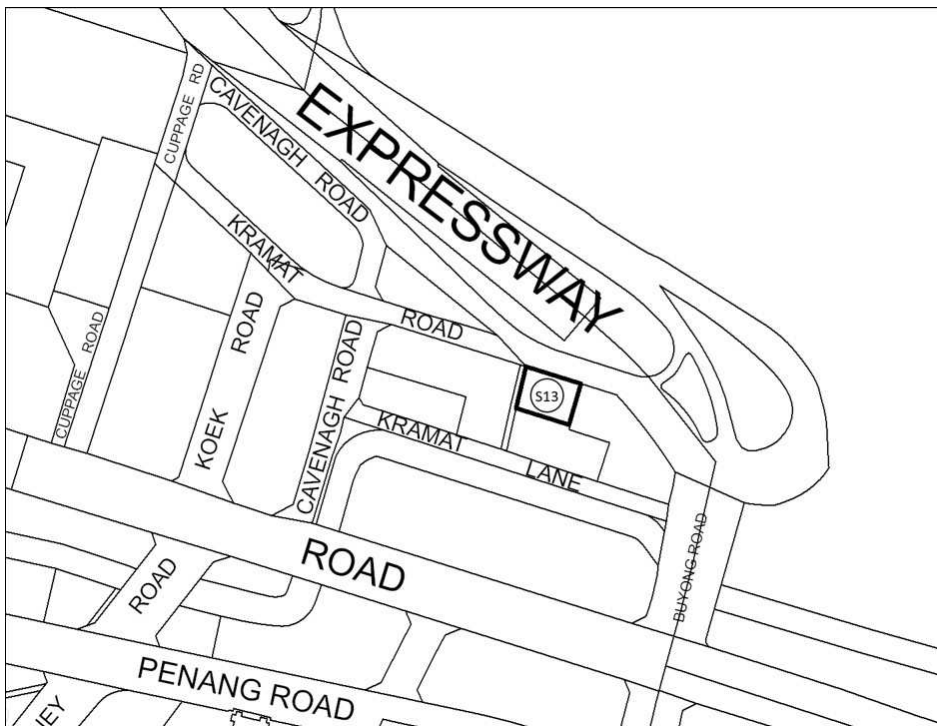 CUPPAGE RD
CAVENAGH ROAD
EXPRESSWAY
KRAMAT
ROAD
KOEK ROAD
CAVENAGH ROAD
CUPPAGE ROAD
S13
KRAMAT LANE
BUYONG ROAD
ROAD
ROAD
PENANG ROAD